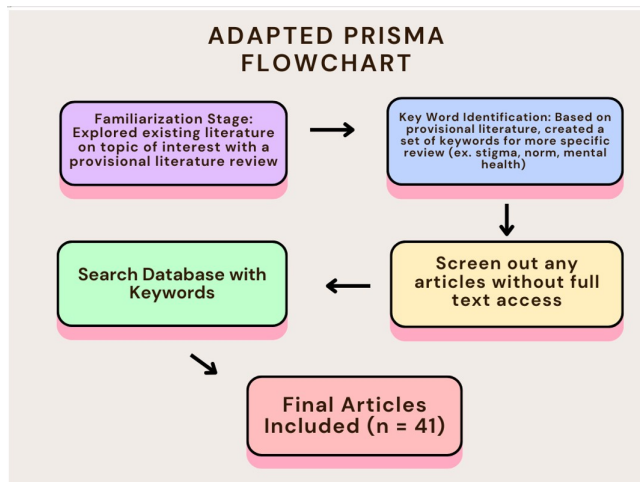 ADAPTED PRISMA
FLOWCHART
Familiarization Stage:
Explored existing literature
on topic of interest with a
provisional literature review
Key Word Identification: Based on
provisional literature, created a
set of keywords for more specific
review (ex. stigma, norm, mental
health)
Screen out any
articles without full
text access
Search Database with
Keywords
Final Articles
Included (n = 41)